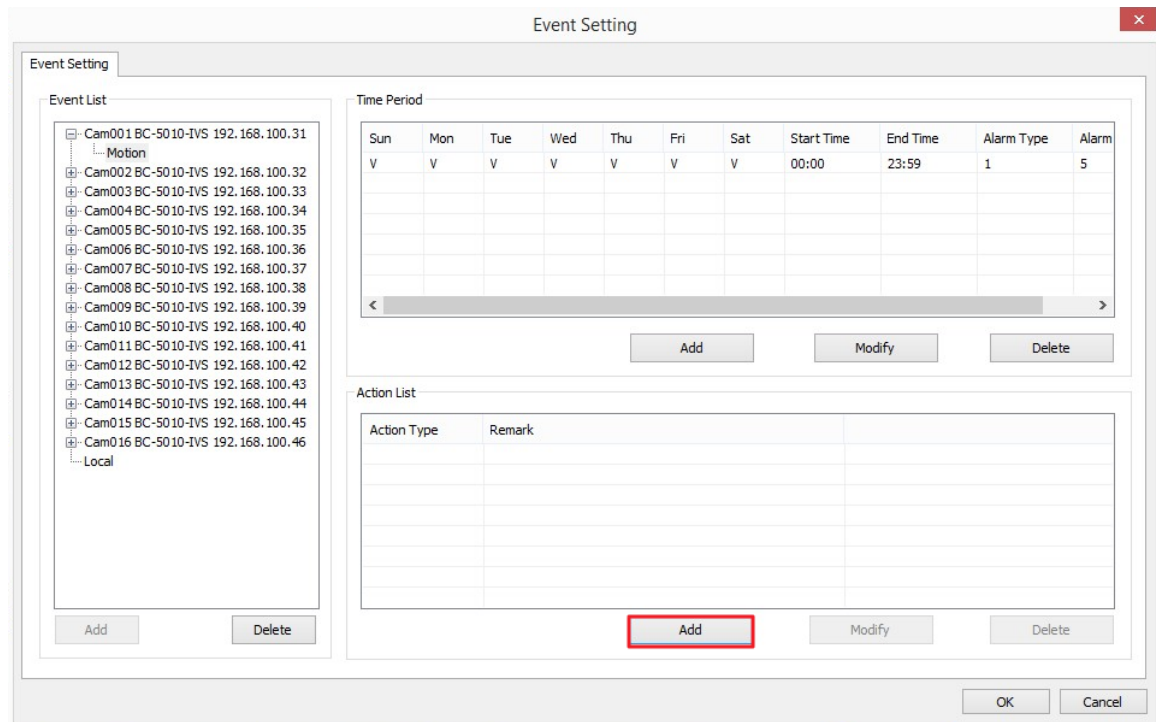 Event Setting
Event Setting
Event List
Cam001 BC-5010-IVS 192.168.100.31
Motion
Cam002 BC-5010-IVS 192.168.100.32
Cam003 BC-5010-IVS 192.168.100.33
Cam004 BC-5010-IVS 192.168.100.34
Cam005 BC-5010-IVS 192.168.100.35
Cam006 BC-5010-IVS 192.168.100.36
Cam007 BC-5010-IVS 192.168.100.37
Cam008 BC-5010-IVS 192.168.100.38
Cam009 BC-5010-IVS 192.168.100.39
Cam010 BC-5010-IVS 192.168.100.40
Cam011 BC-5010-IVS 192.168.100.41
Cam012 BC-5010-IVS 192.168.100.42
Cam013 BC-5010-IVS 192.168.100.43
Cam014 BC-5010-IVS 192.168.100.44
Cam015 BC-5010-IVS 192.168.100.45
Cam016 BC-5010-IVS 192.168.100.46
Local
Add Delete
Time Period
Sun Mon Tue Wed Thu Fri Sat Start Time End Time Alarm Type Alarm
V V V V V V V 00:00 23:59 1 5
Add Modify Delete
Action List
Action Type Remark
Add Modify Delete
OK Cancel